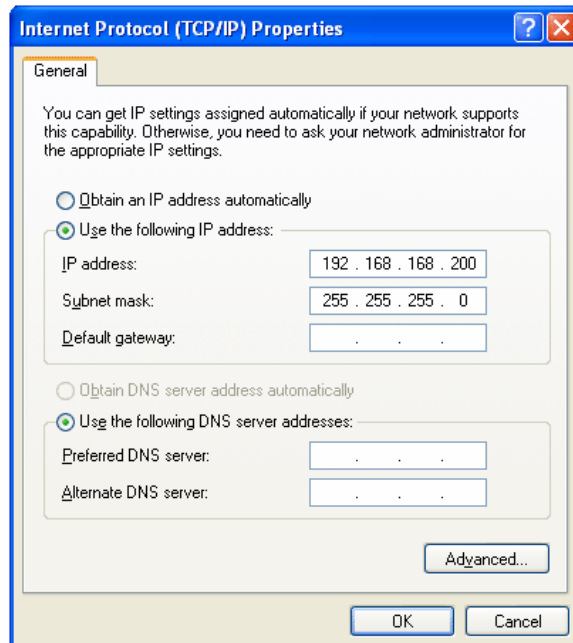 Internet Protocol (TCP/IP) Properties
General
You can get IP settings assigned automatically if your network supports
this capability. Otherwise, you need to ask your network administrator for
the appropriate IP settings.
Obtain an IP address automatically
Use the following IP address:
IP address: 192 . 168 . 168 . 200
Subnet mask: 255 . 255 . 255 . 0
Default gateway: . . .
Obtain DNS server address automatically
Use the following DNS server addresses:
Preferred DNS server: . . .
Alternate DNS server: . . .
Advanced...
OK Cancel